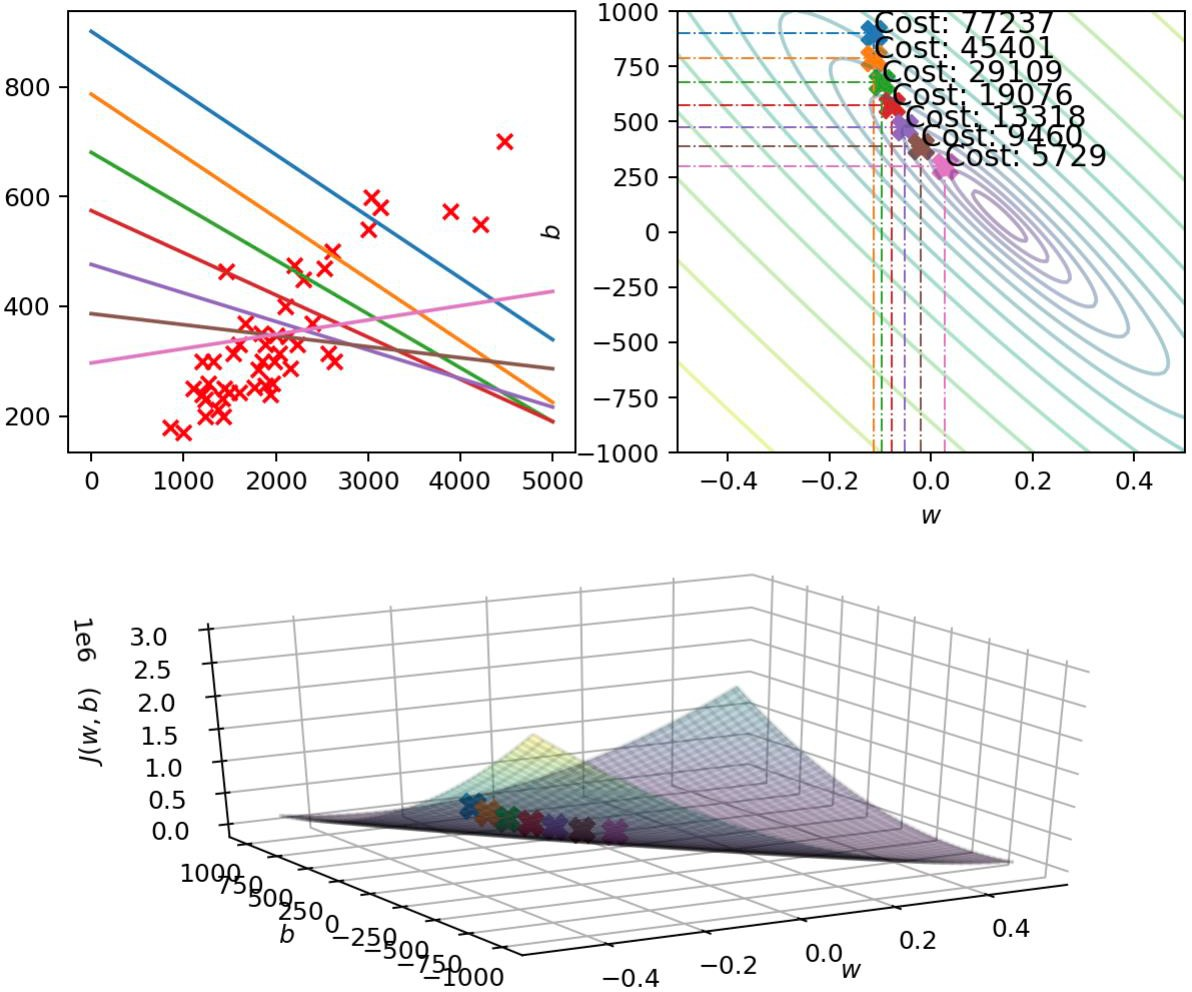 800
600
400
200
0 1000 2000 3000 4000 5000
b
1000
750
500
250
0
−250
−500
−750
−1000
Cost: 77237
Cost: 45401
Cost: 29109
Cost: 19076
Cost: 13318
Cost: 9460
Cost: 5729
−0.4 −0.2 0.0 0.2 0.4
w
1e6
J(w, b)
3.0
2.5
2.0
1.5
1.0
0.5
0.0
1000
750
500
250
0
−250
−500
−750
−1000
b
−0.4
−0.2
0.0
0.2
0.4
w